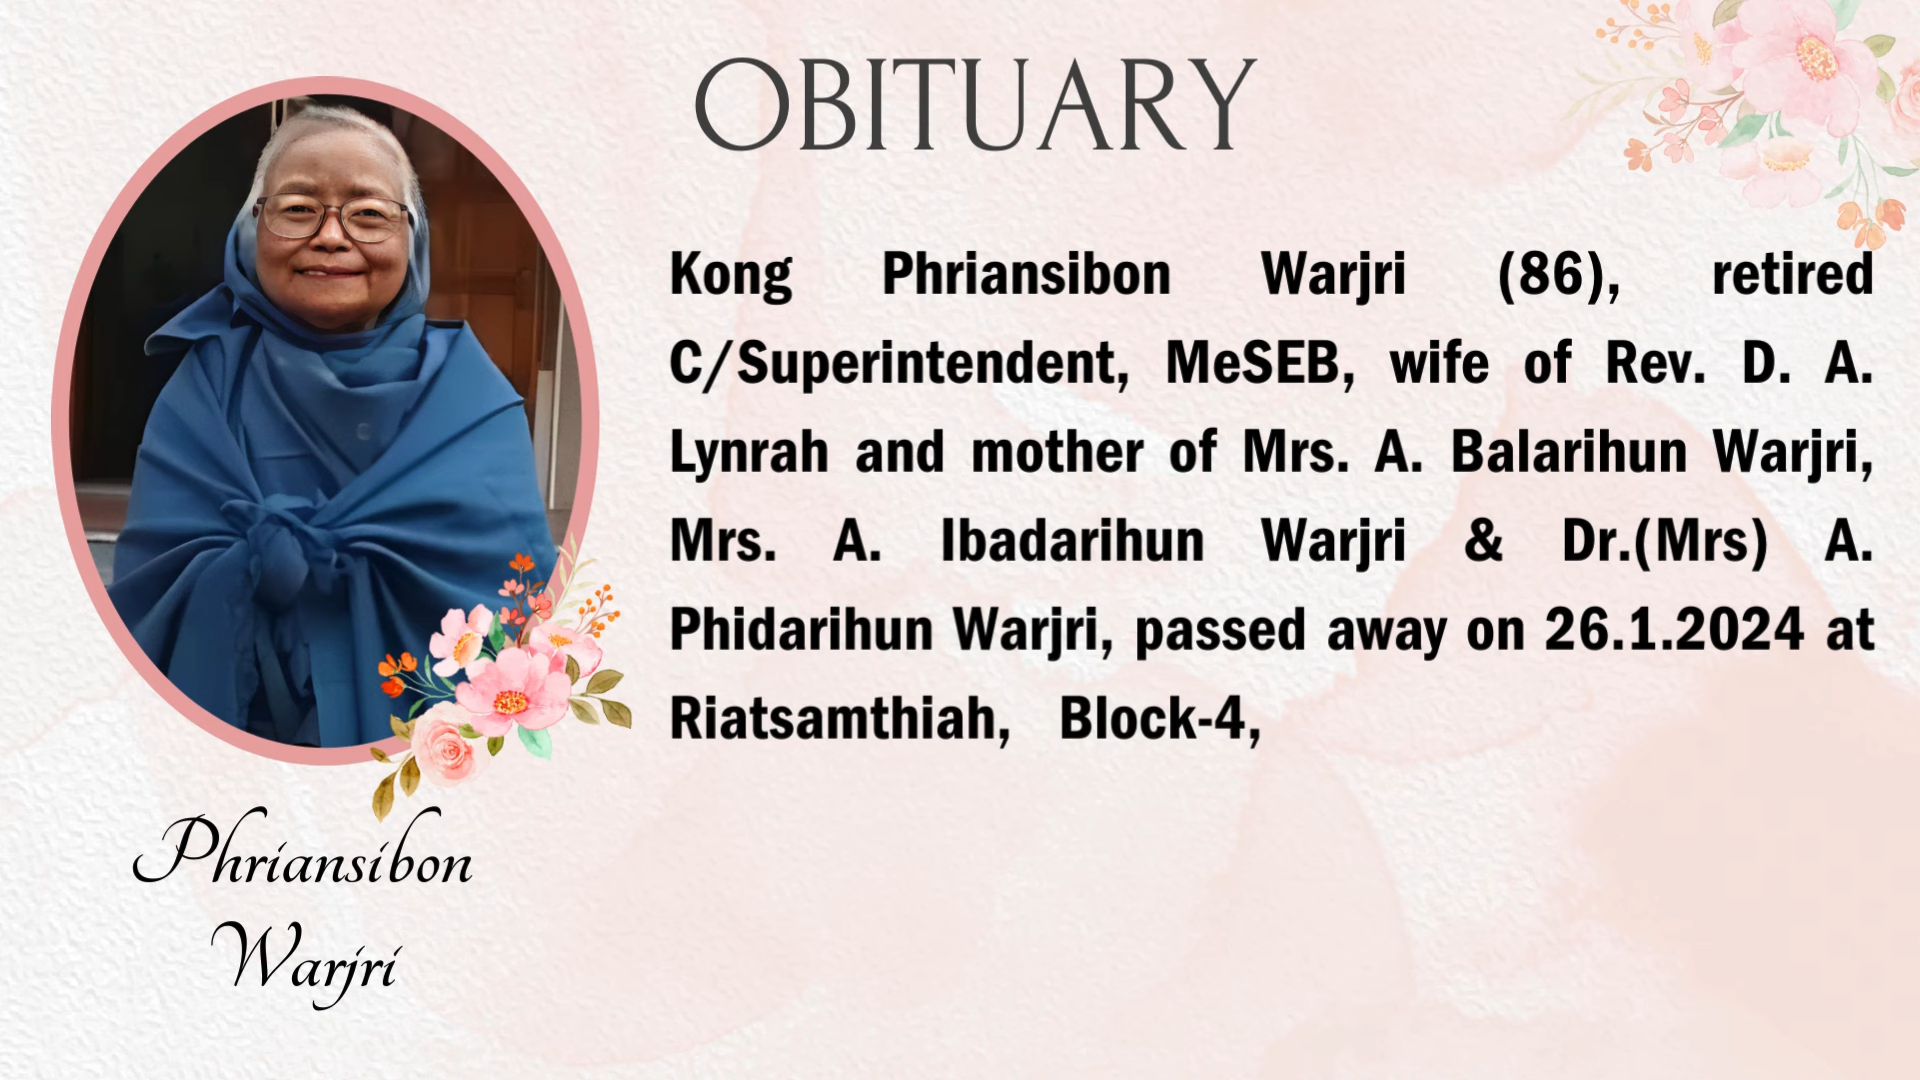 OBITUARY
Kong Phriansibon Warjri (86), retired
C/Superintendent, MeSEB, wife of Rev. D. A.
Lynrah and mother of Mrs. A. Balarihun Warjri,
Mrs. A. Ibadarihun Warjri & Dr.(Mrs) A.
Phidarihun Warjri, passed away on 26.1.2024 at
Riatsamthiah, Block-4,
Phriansibon
Warjri